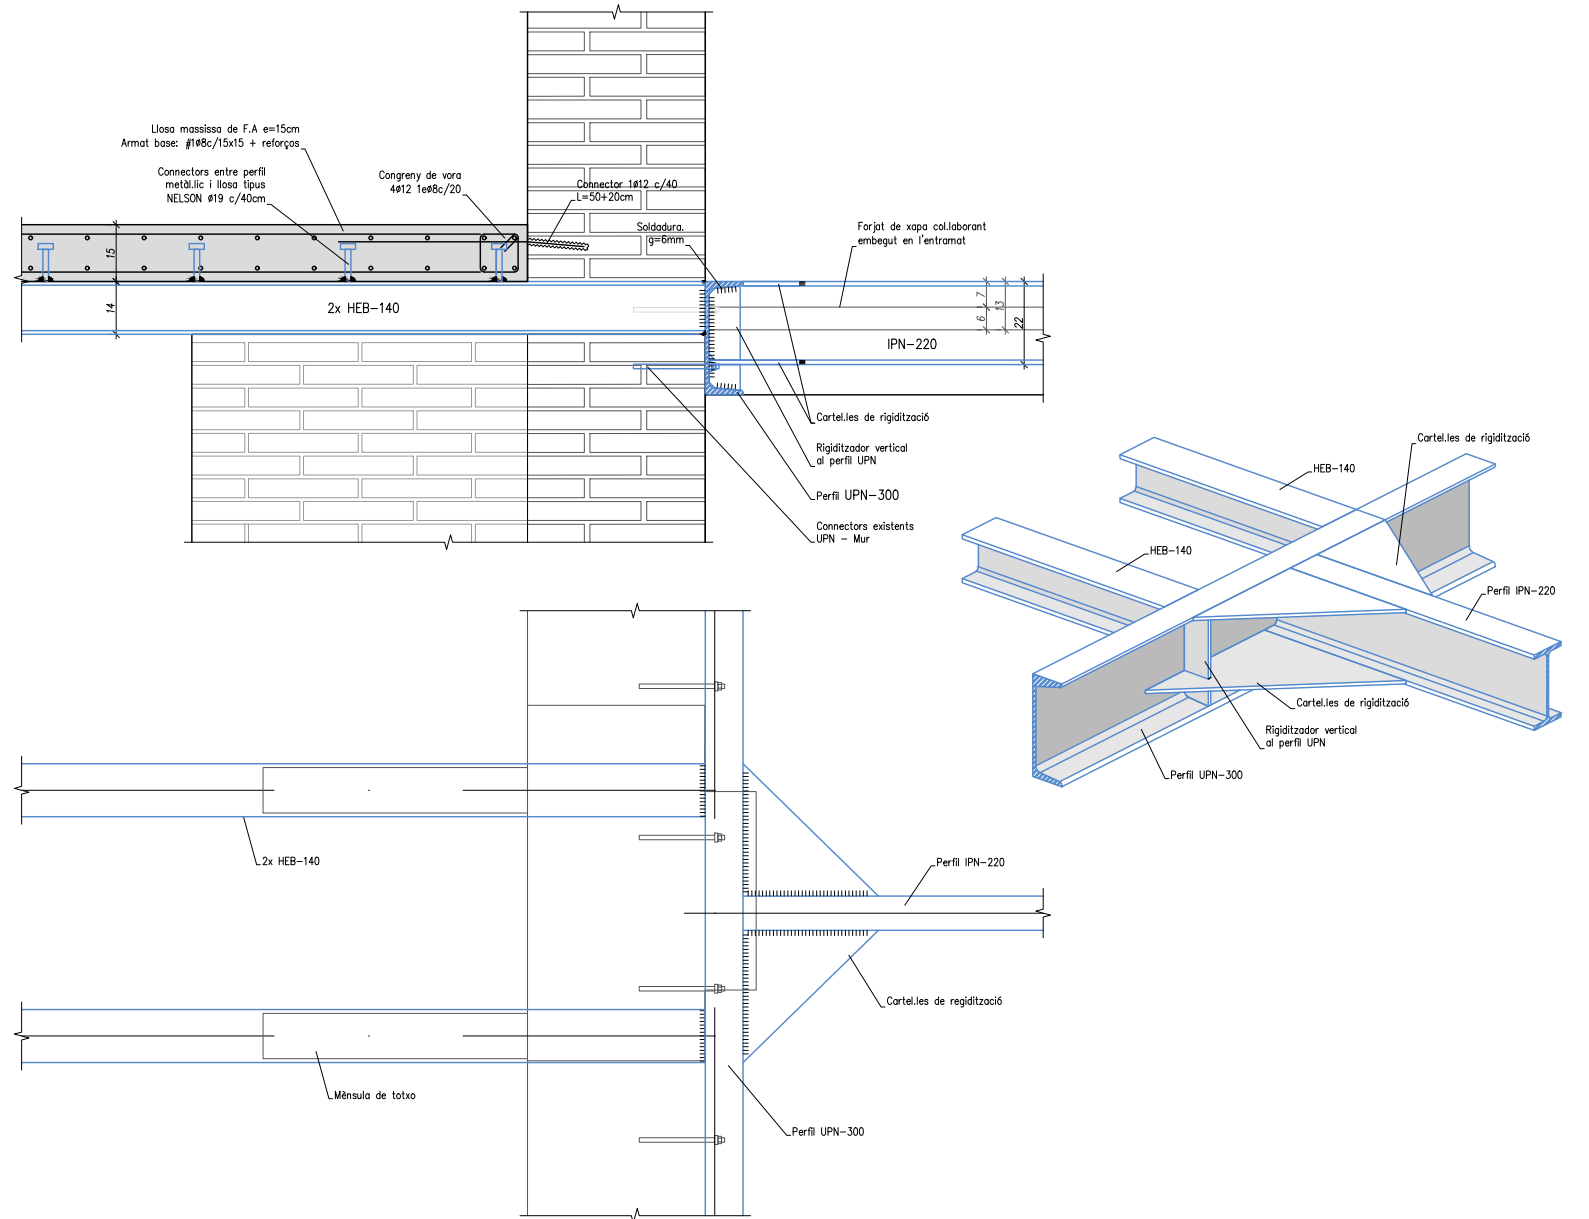 Llosa massissa de F.A e=15cm
Armat base: #1ø8c/15x15 + reforços
Connectors entre perfil
metàl.lic i llosa tipus
NELSON ø19 c/40cm
Congreny de vora
4ø12 1eø8c/20
Connector 1ø12 c/40
L=50+20cm
Soldadura.
g=6mm
Forjat de xapa col.laborant
embegut en l'entramat
15
14
2x HEB-140
7
6
13
22
IPN-220
Cartel.les de rigidització
Rigiditzador vertical
al perfil UPN
Perfil UPN-300
Connectors existents
UPN - Mur
Cartel.les de rigidització
HEB-140
HEB-140
Perfil IPN-220
Cartel.les de rigidització
Rigiditzador vertical
al perfil UPN
Perfil UPN-300
2x HEB-140
Perfil IPN-220
Cartel.les de regidització
Mènsula de totxo
Perfil UPN-300